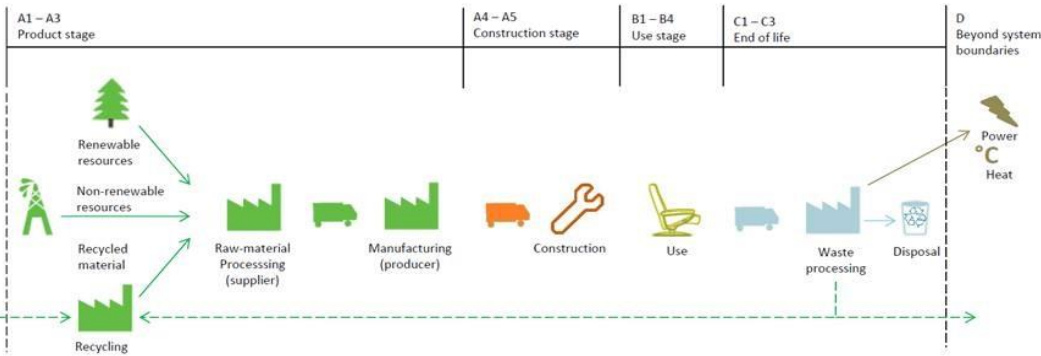 A1 – A3
Product stage
A4 – A5
Construction stage
B1 – B4
Use stage
C1 – C3
End of life
D
Beyond system
boundaries
Renewable
resources
Non-renewable
resources
Recycled
material
Recycling
Raw-material
Processsing
(supplier)
Manufacturing
(producer)
Construction
Use
Waste
processing
Disposal
Power
°C
Heat